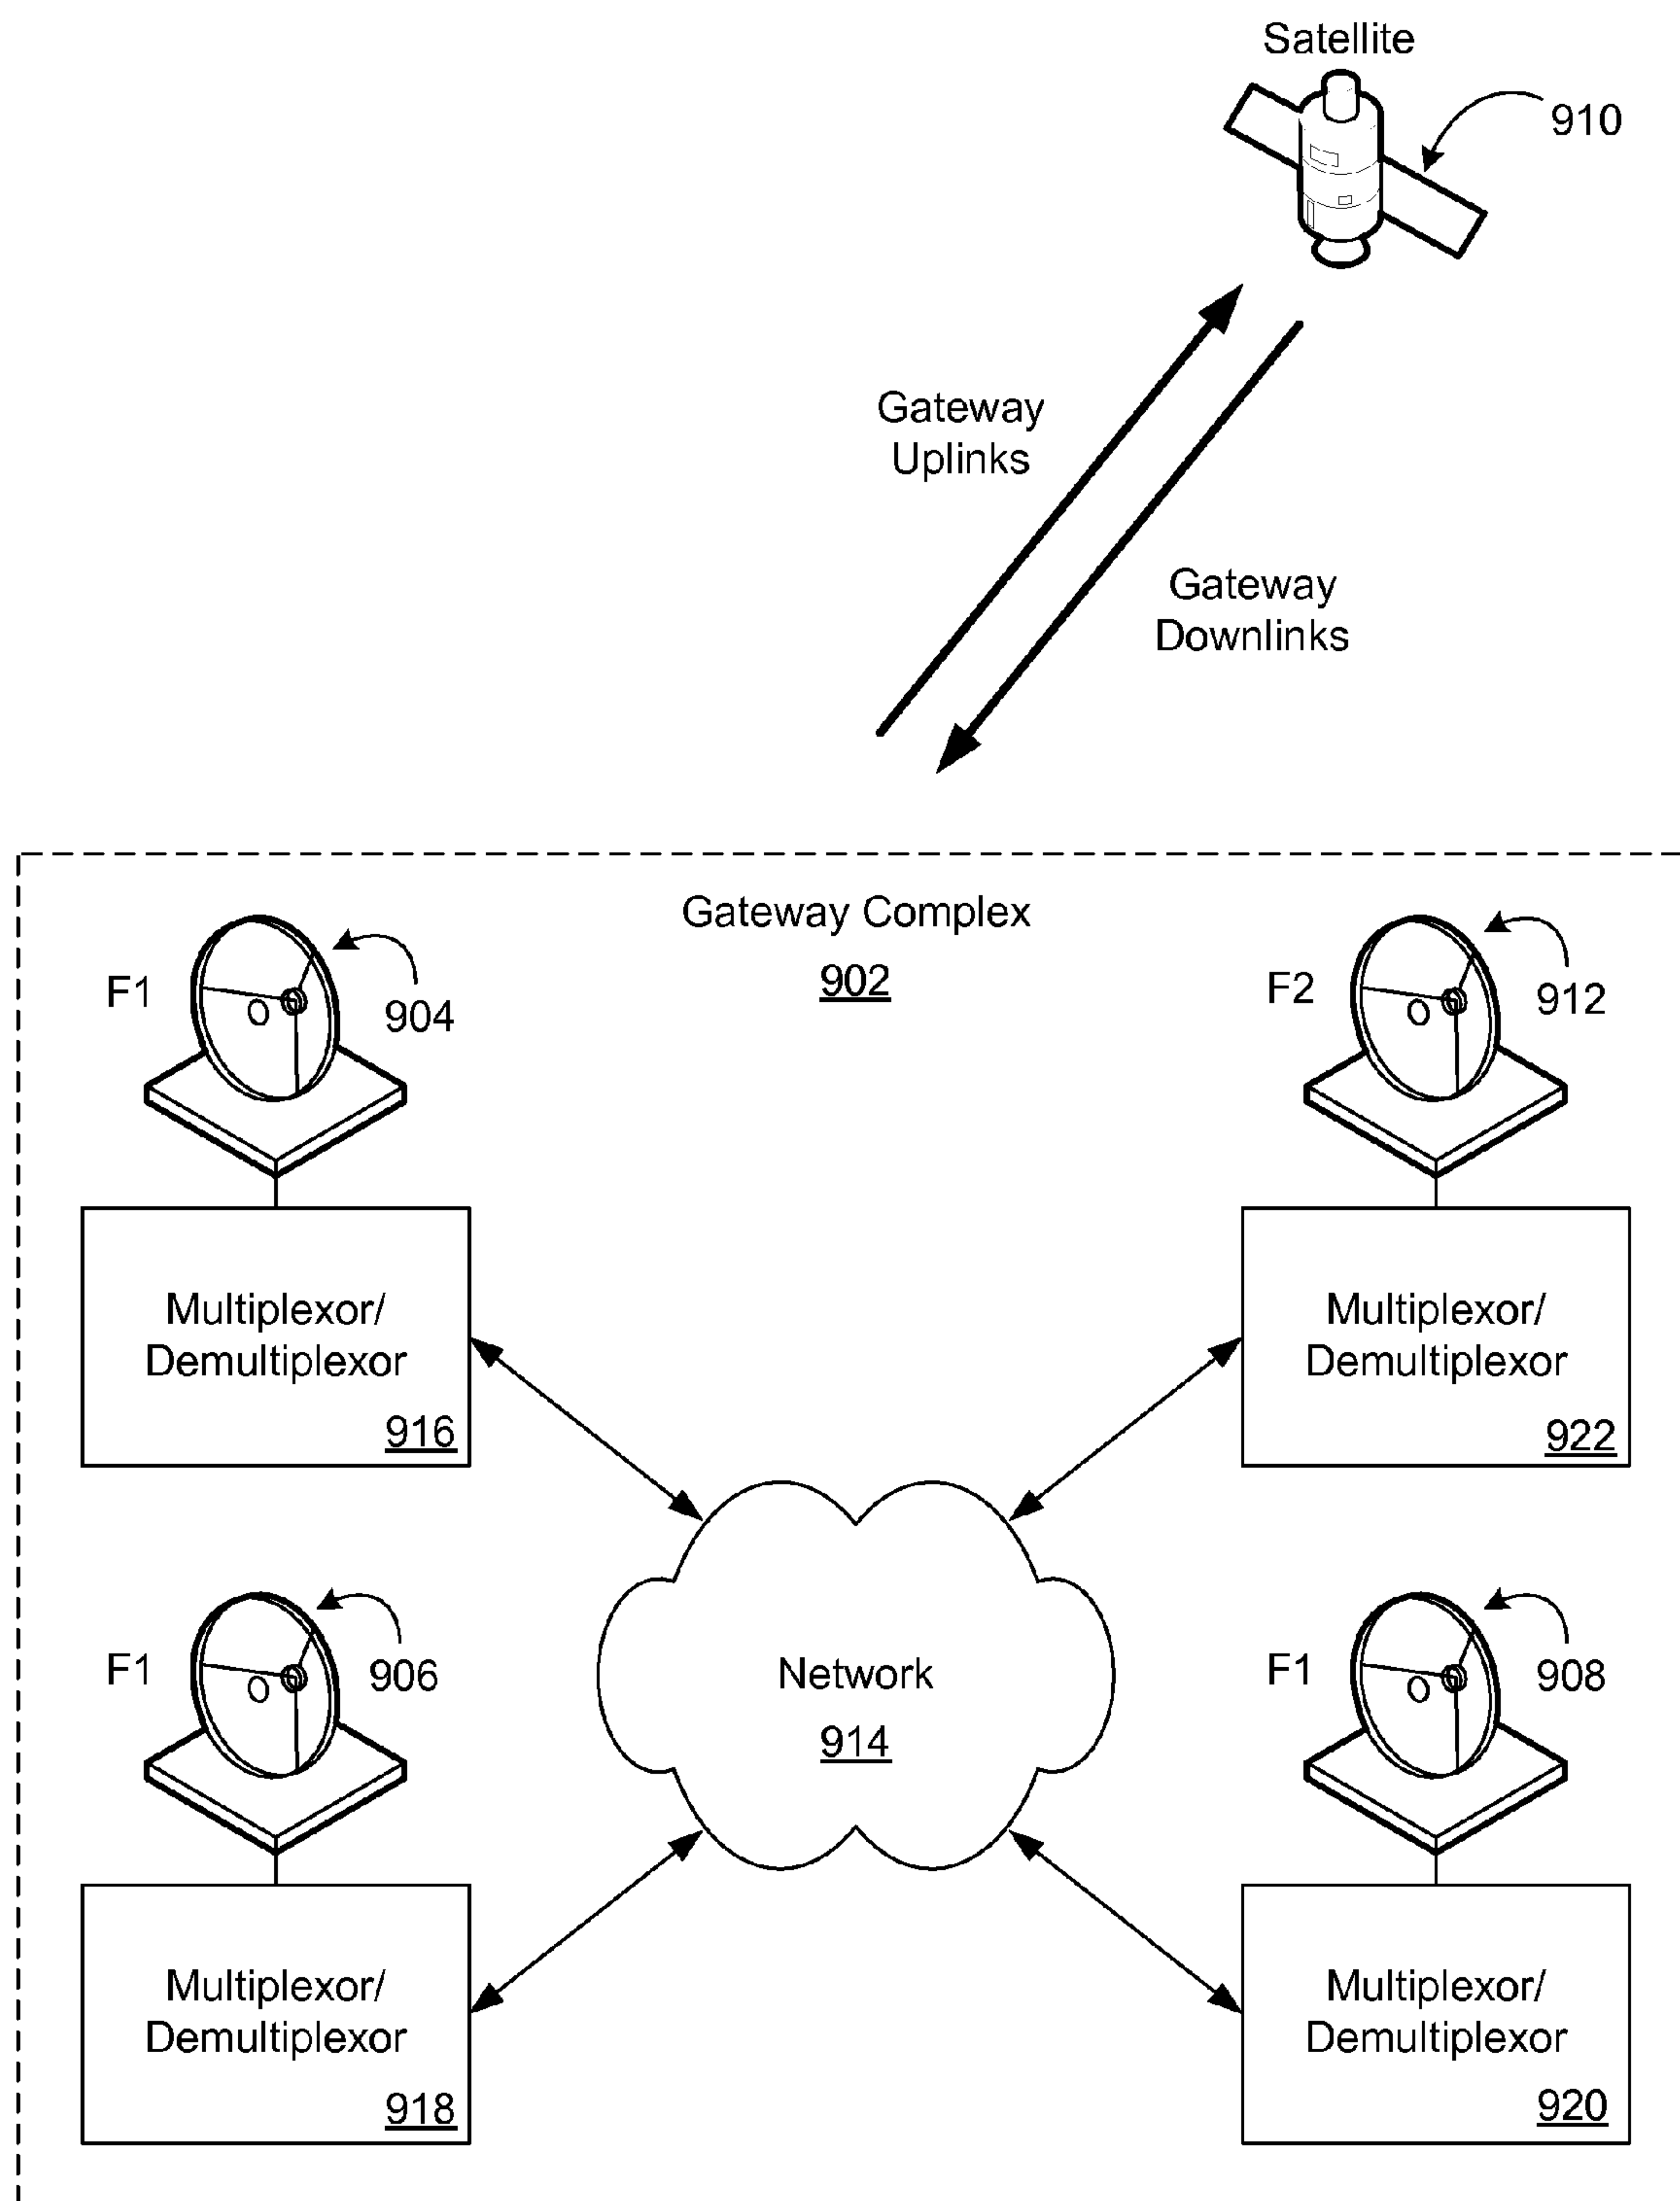 Satellite
910
Gateway
Uplinks
Gateway
Downlinks
Gateway Complex
902
F1
904
F2
912
Multiplexor/
Demultiplexor
916
Multiplexor/
Demultiplexor
922
F1
906
Network
914
F1
908
Multiplexor/
Demultiplexor
918
Multiplexor/
Demultiplexor
920